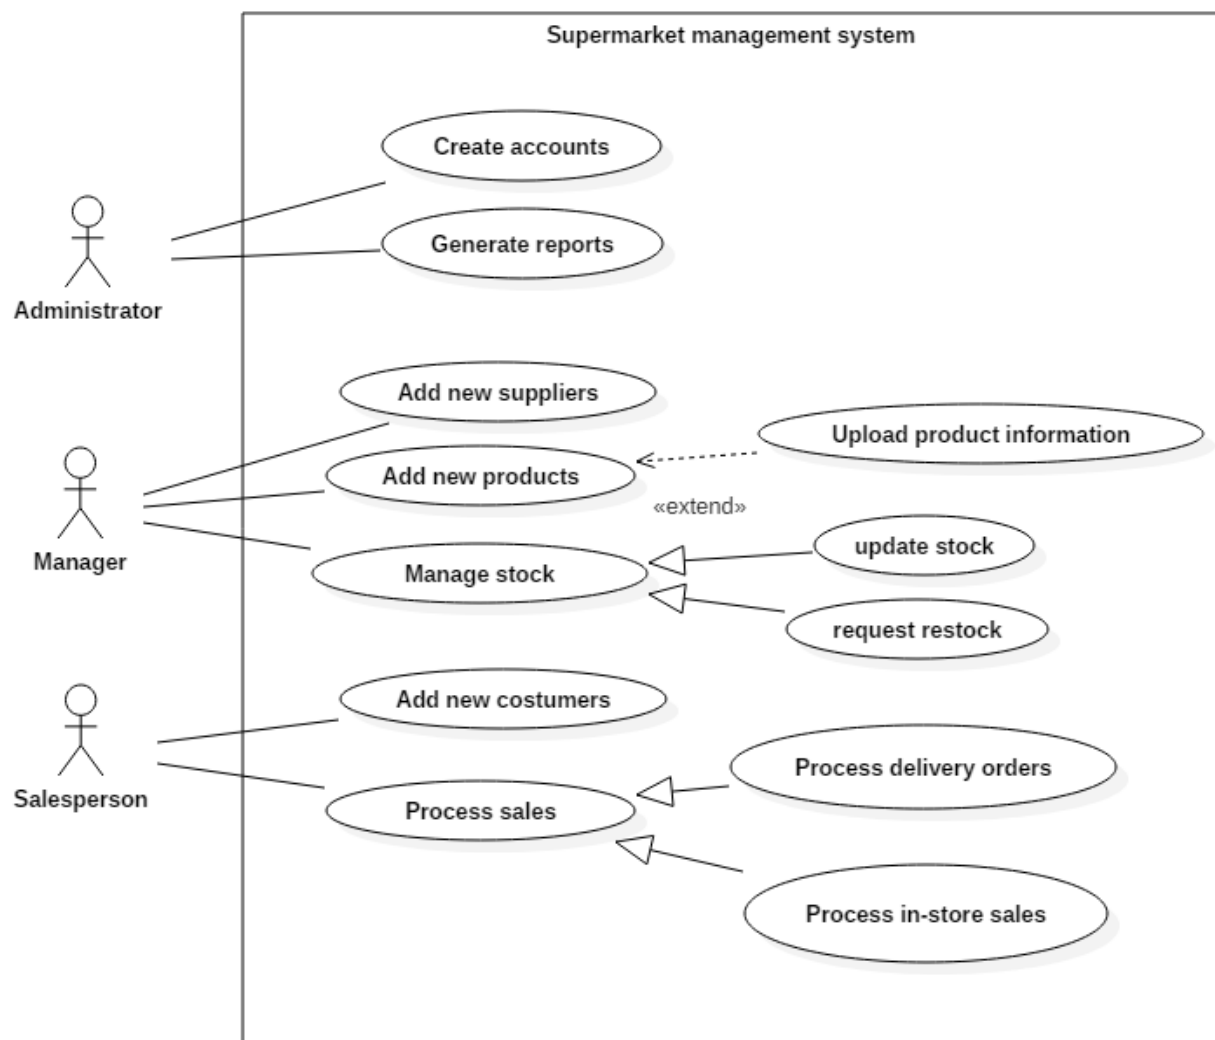 Supermarket management system
Create accounts
Generate reports
Administrator
Add new suppliers
Upload product information
Add new products
«extend»
update stock
Manager
Manage stock
request restock
Add new costumers
Process delivery orders
Salesperson
Process sales
Process in-store sales